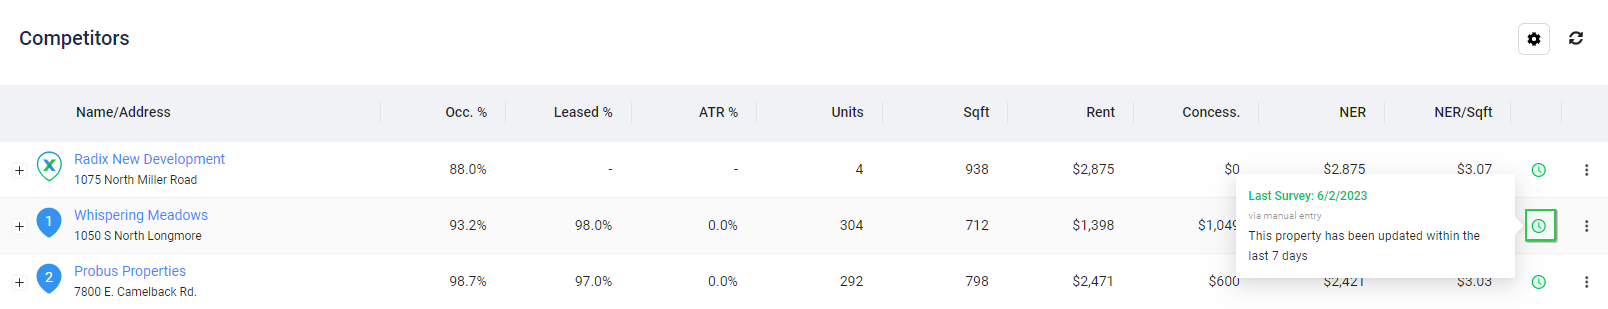 Competitors
Name/Address Occ. % Leased % ATR % Units Sqft Rent Concess. NER NER/Sqft
Radix New Development
1075 North Miller Road
88.0% - - 4 938 $2,875 $0 $2,875 $3.07
1 Whispering Meadows
1050 S North Longmore
93.2% 98.0% 0.0% 304 712 $1,398 $1,049
Last Survey: 6/2/2023
via manual entry
This property has been updated within the
last 7 days
2 Probus Properties
7800 E. Camelback Rd.
98.7% 97.0% 0.0% 292 798 $2,471 $600 $2,421 $3.03